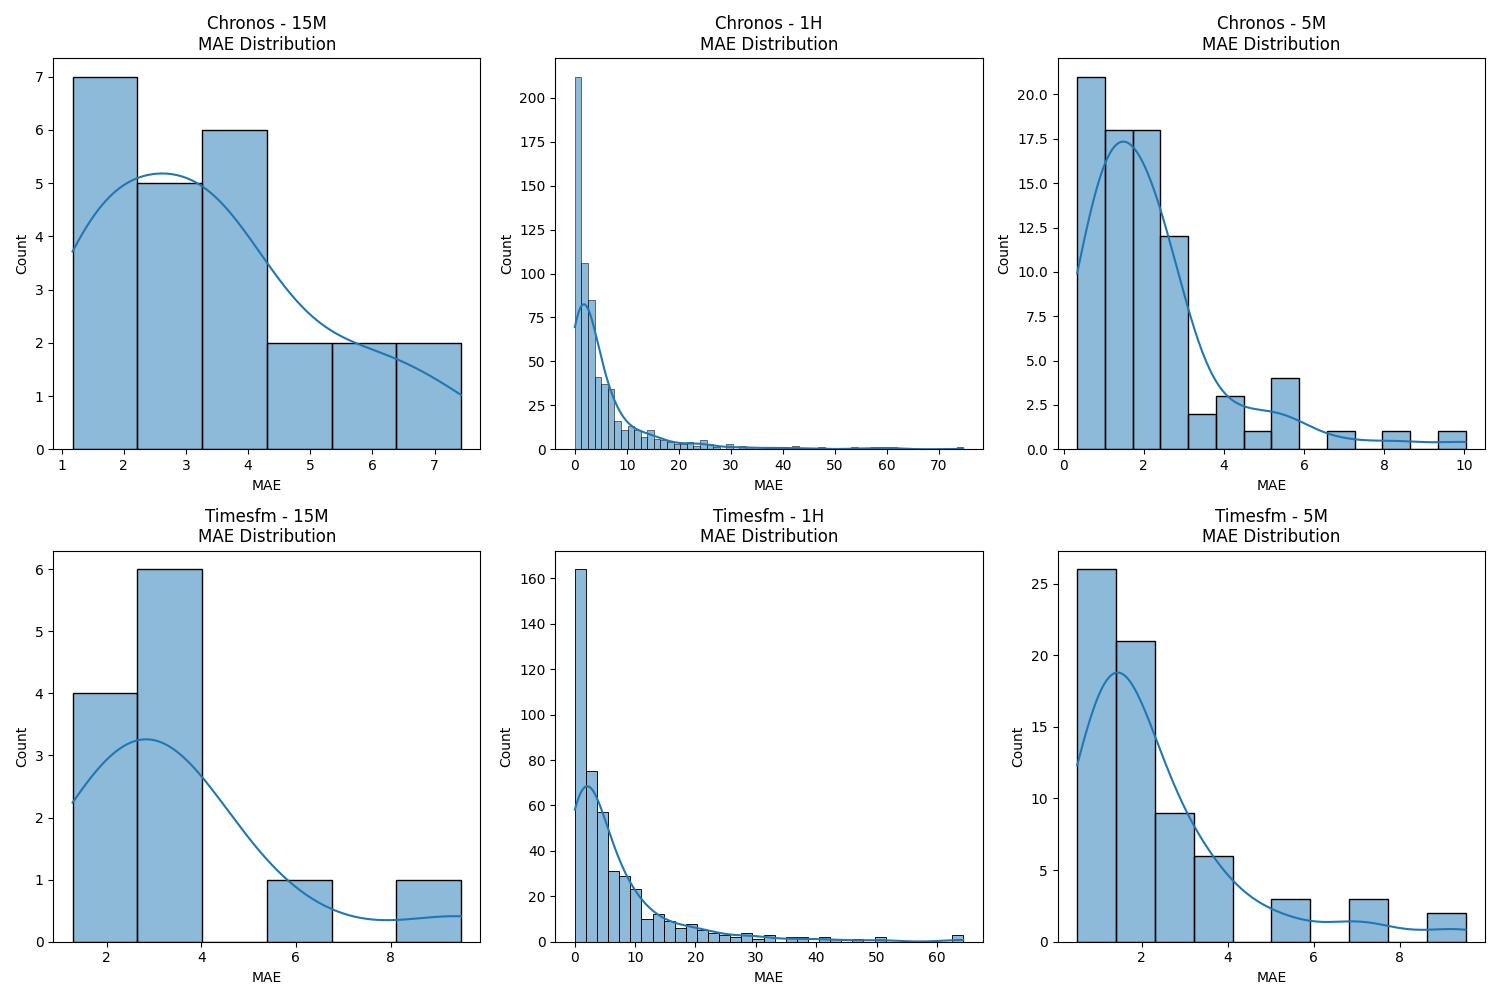 Chronos - 15M
MAE Distribution
7
6
5
4
3
2
1
0
Count
1 2 3 4 5 6 7
MAE
Chronos - 1H
MAE Distribution
200
175
150
125
100
75
50
25
0
Count
0 10 20 30 40 50 60 70
MAE
Chronos - 5M
MAE Distribution
20.0
17.5
15.0
12.5
10.0
7.5
5.0
2.5
0.0
Count
0 2 4 6 8 10
MAE
Timesfm - 15M
MAE Distribution
6
5
4
3
2
1
0
Count
2 4 6 8
MAE
Timesfm - 1H
MAE Distribution
160
140
120
100
80
60
40
20
0
Count
0 10 20 30 40 50 60
MAE
Timesfm - 5M
MAE Distribution
25
20
15
10
5
0
Count
2 4 6 8
MAE